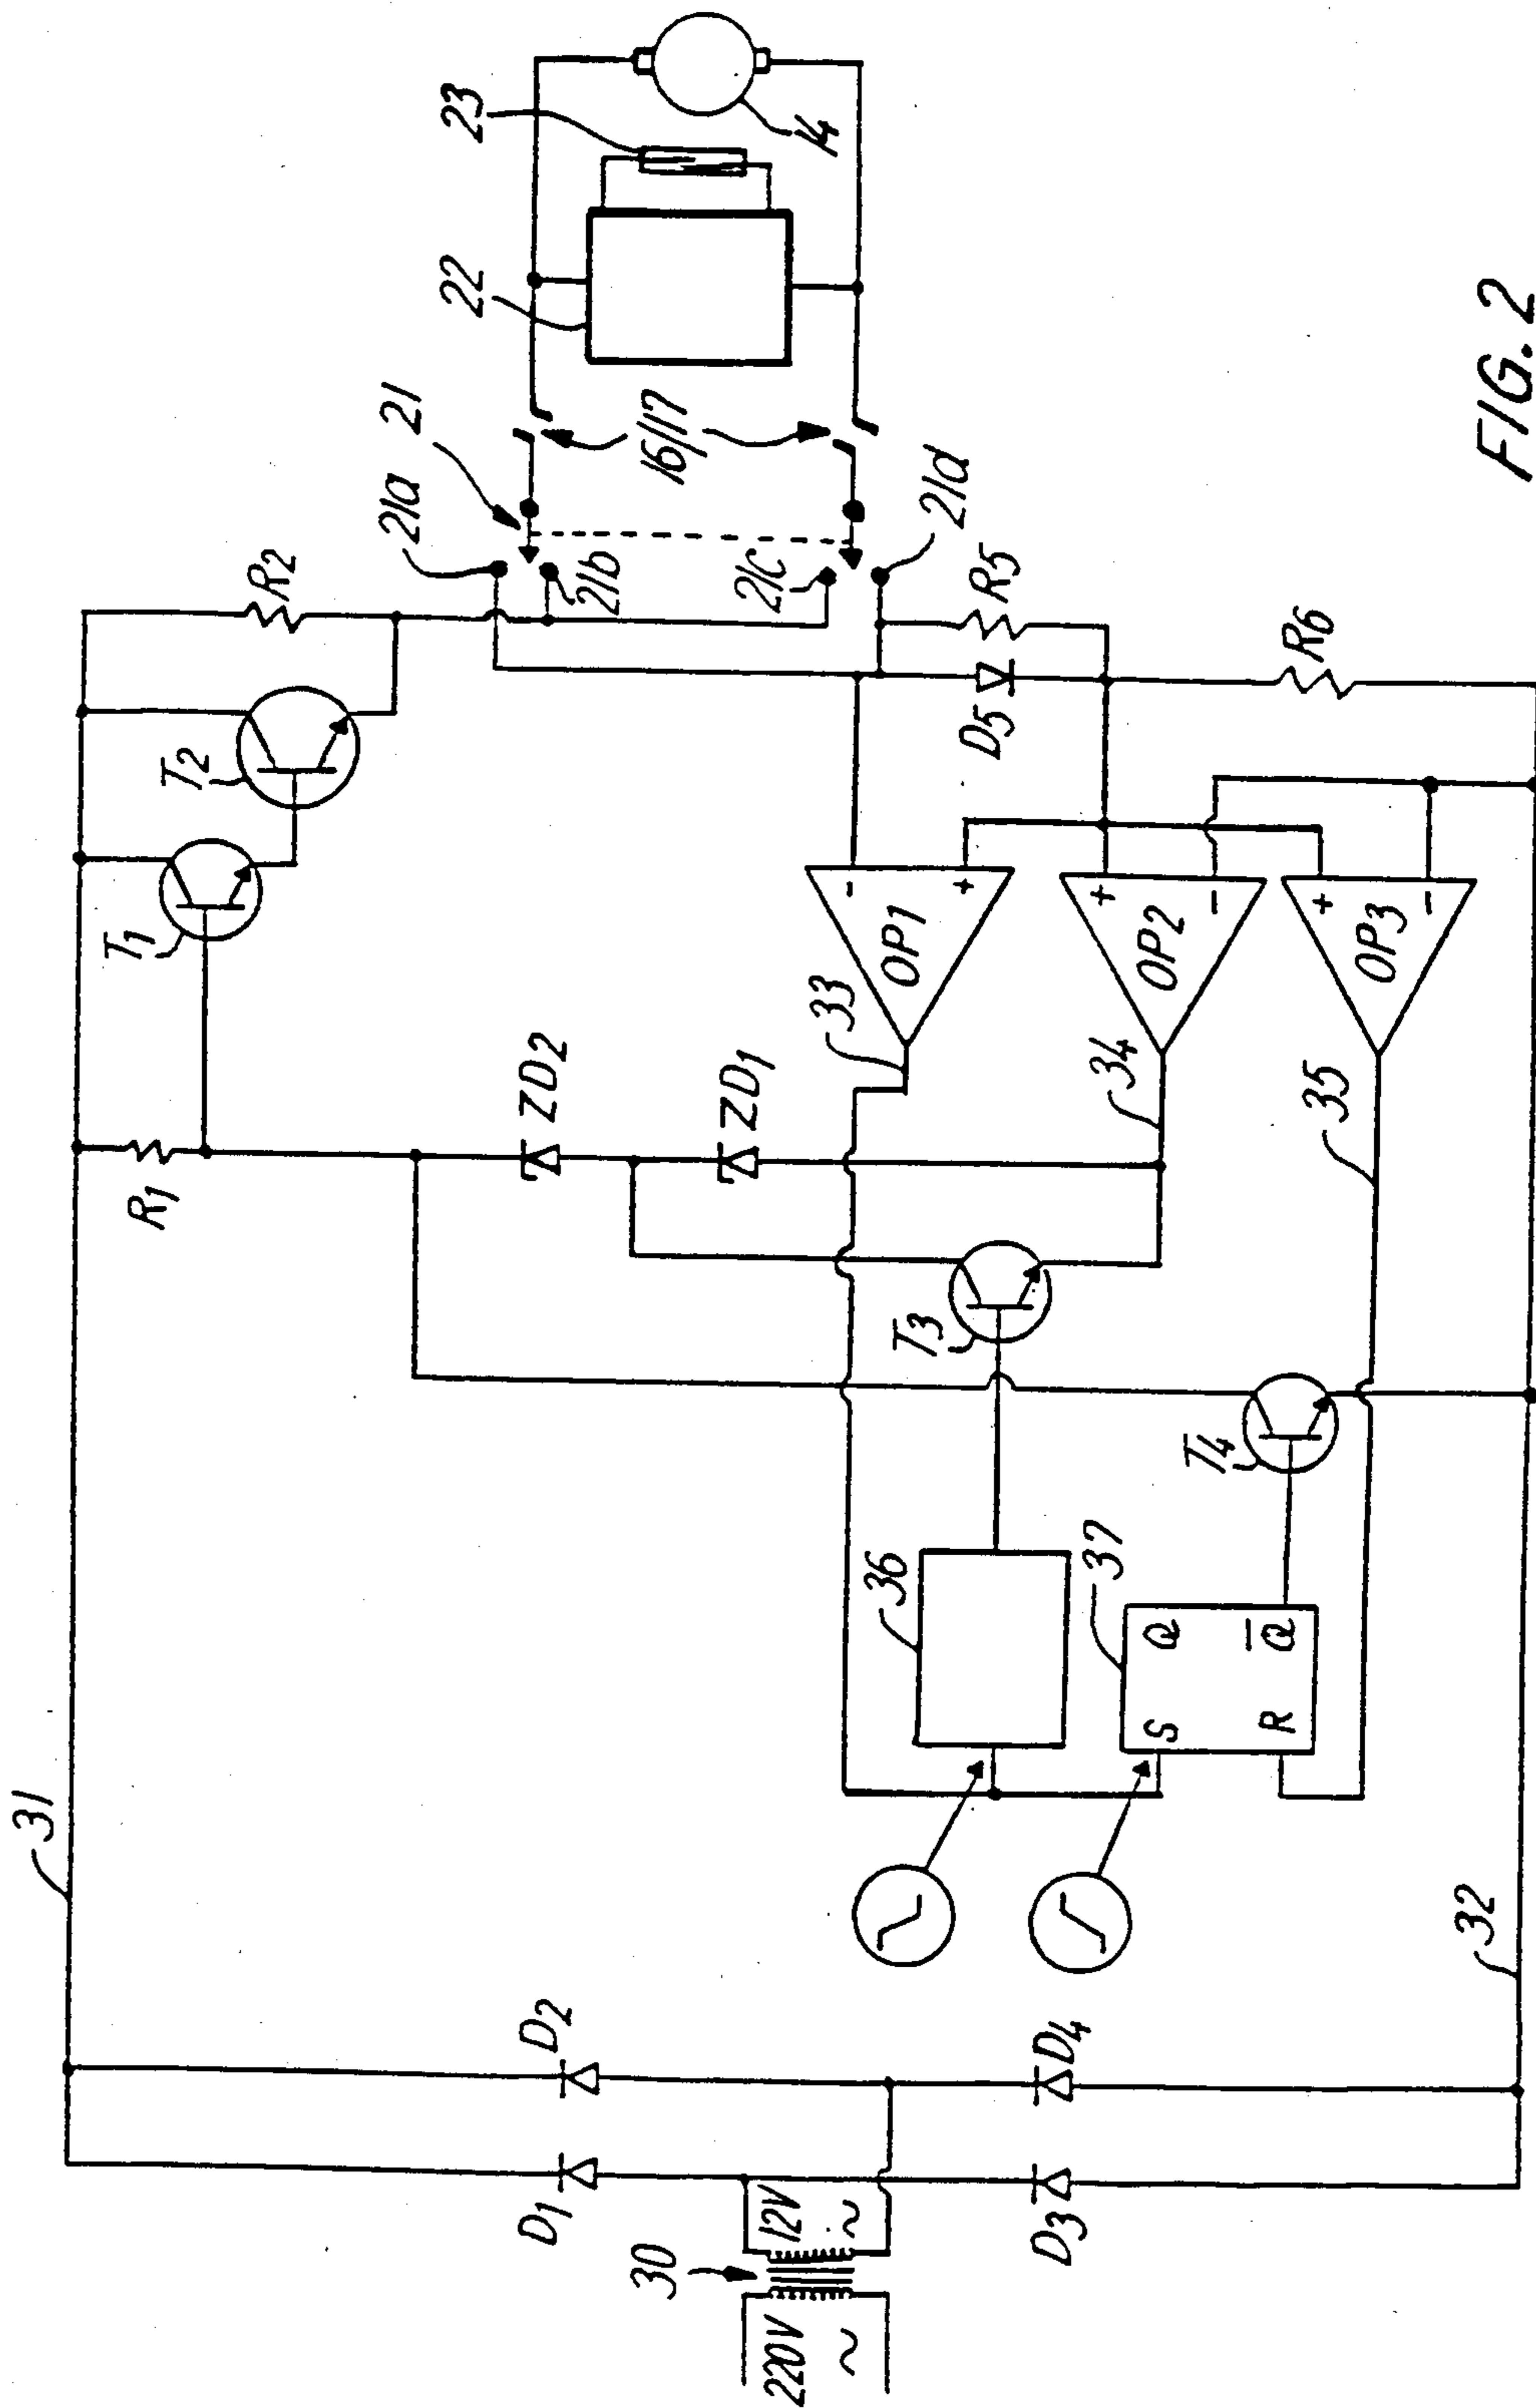 31
R1
T1
T2
R2
21a
21
21b
16/17
22
23
14
21c
21d
R5
D5
R6
ZD2
ZD1
33
- +
OP1
34
+ -
OP2
35
+ -
OP3
T3
T4
36
37
S Q
R Q̅
D1
D2
D3
D4
30
220V
~
12V
~
32
FIG. 2